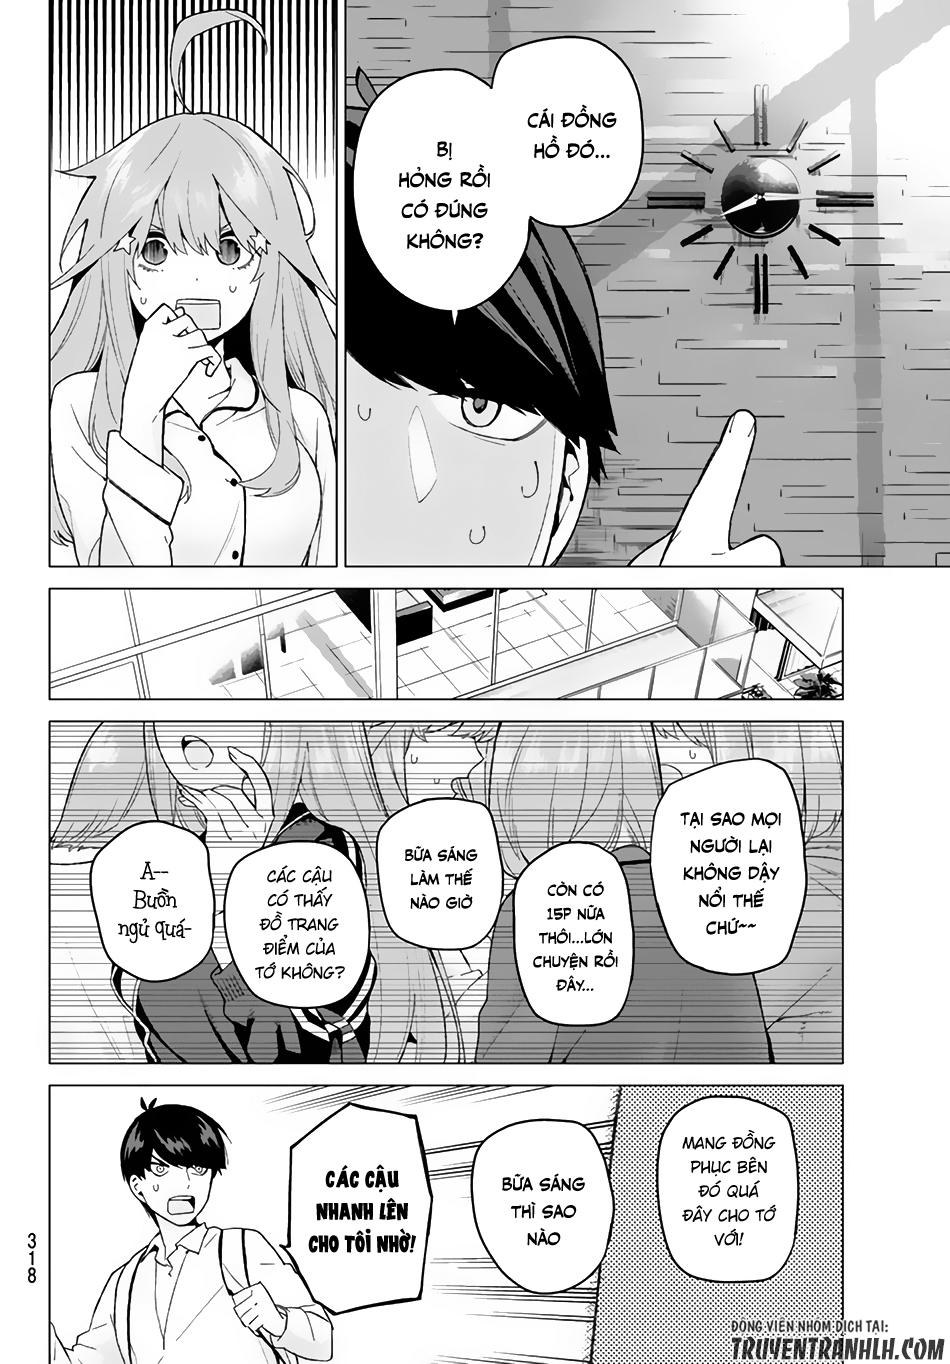 CÁI ĐỒNG
HỒ ĐÓ...
BỊ
HỎNG RỒI
CÓ ĐÚNG
KHÔNG?
TẠI SAO MỌI
NGƯỜI LẠI
KHÔNG DẬY
NỔI THẾ
CHỨ~~
CÒN CÓ
15P NỮA
THÔI...LỚN
CHUYỆN RỒI
ĐÂY...
BỮA SÁNG
LÀM THẾ
NÀO GIỜ
CÁC CẬU
CÓ THẤY
ĐỒ TRANG
ĐIỂM CỦA
TỚ KHÔNG?
A--
Buồn
ngủ quá-
MANG ĐỒNG
PHỤC BÊN
ĐÓ QUÁ
ĐÂY CHO TỚ
VỚI!
BỮA SÁNG
THÌ SAO
NÀO
CÁC CẬU
NHANH LÊN
CHO TÔI NHỜ!
318
ĐỘNG VIÊN NHÓM DỊCH TẠI:
TRUYENTRANHLH.COM